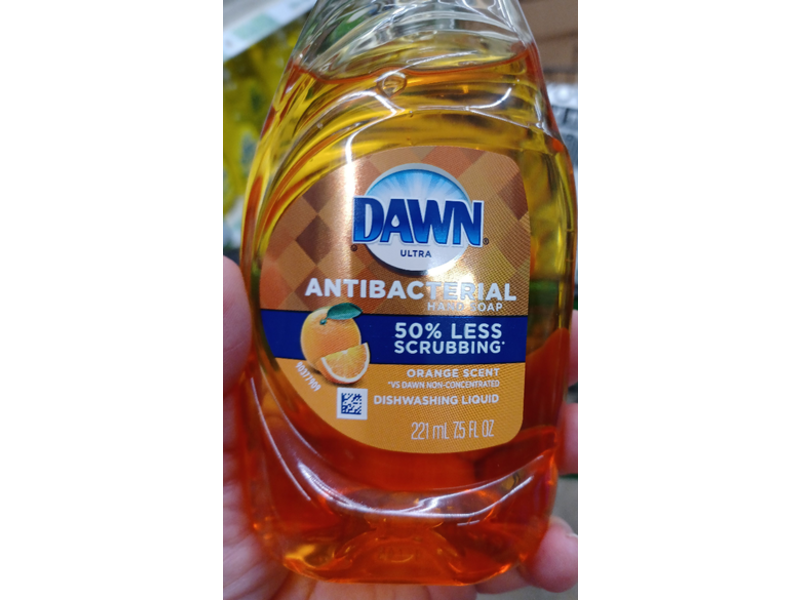 DAWN
ULTRA
ANTIBACTERIAL
HAND SOAP
50% LESS
SCRUBBING*
ORANGE SCENT
*VS DAWN NON-CONCENTRATED
DISHWASHING LIQUID
221 mL 7.5 FL OZ